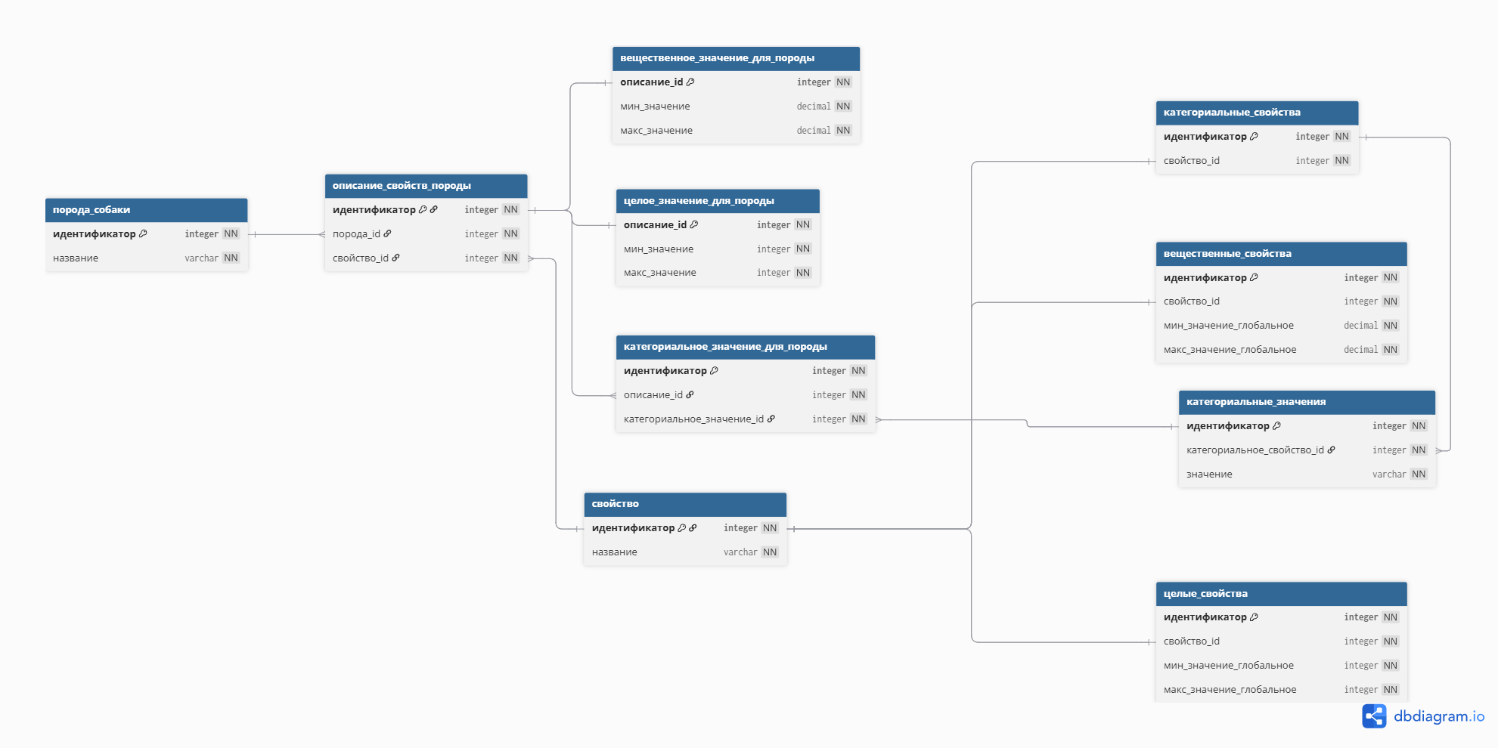 порода_собаки
идентификатор integer NN
название varchar NN
описание_свойств_породы
идентификатор integer NN
порода_id integer NN
свойство_id integer NN
вещественное_значение_для_породы
описание_id integer NN
мин_значение decimal NN
макс_значение decimal NN
целое_значение_для_породы
описание_id integer NN
мин_значение integer NN
макс_значение integer NN
категориальное_значение_для_породы
идентификатор integer NN
описание_id integer NN
категориальное_значение_id integer NN
свойство
идентификатор integer NN
название varchar NN
категориальные_свойства
идентификатор integer NN
свойство_id integer NN
вещественные_свойства
идентификатор integer NN
свойство_id integer NN
мин_значение_глобальное decimal NN
макс_значение_глобальное decimal NN
категориальные_значения
идентификатор integer NN
категориальное_свойство_id integer NN
значение varchar NN
целые_свойства
идентификатор integer NN
свойство_id integer NN
мин_значение_глобальное integer NN
макс_значение_глобальное integer NN
dbdiagram.io